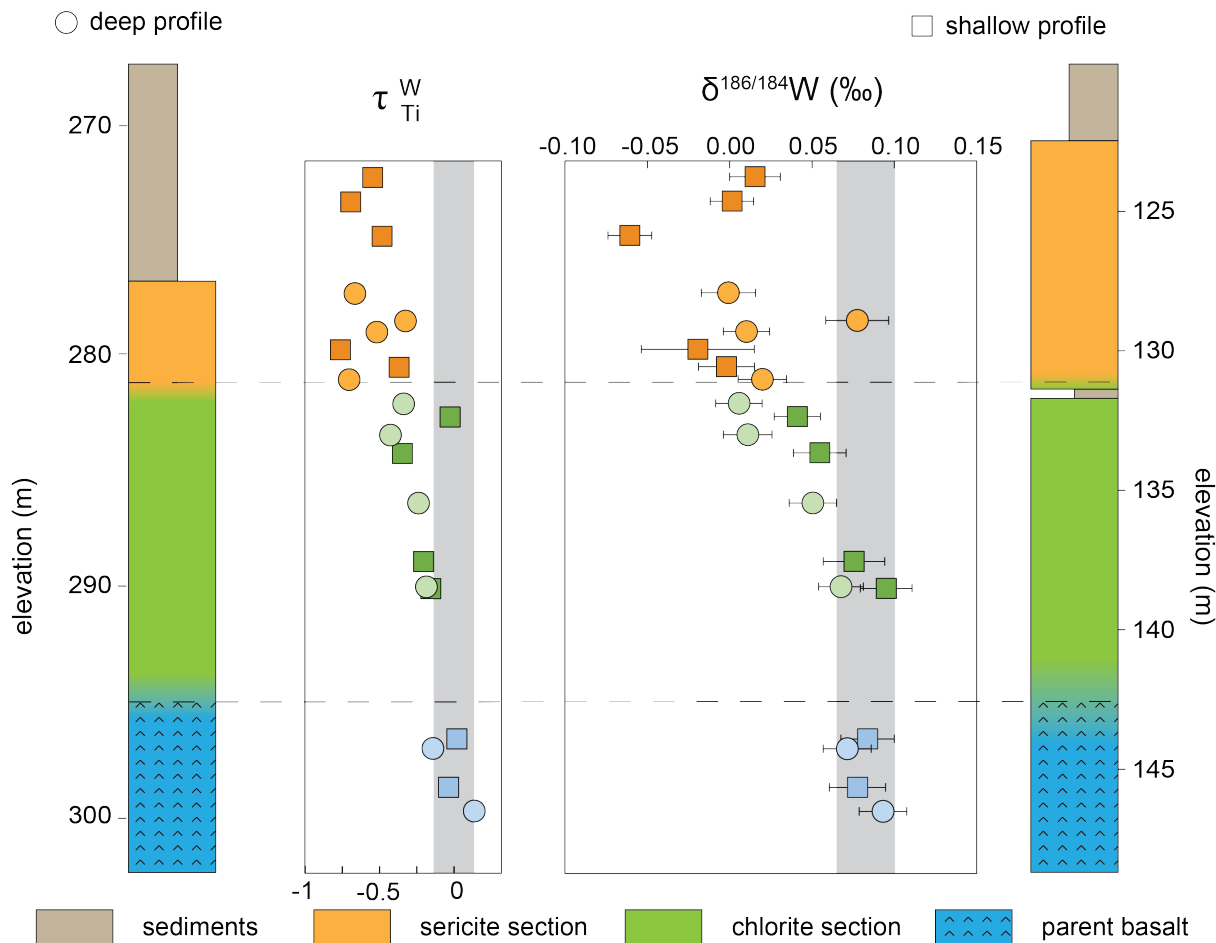 deep profile
shallow profile
τ W Ti
δ186/184W (‰)
-0.10 -0.05 0.00 0.05 0.10 0.15
270
280
290
300
elevation (m)
125
130
135
140
145
elevation (m)
-1 -0.5 0
sediments
sericite section
chlorite section
parent basalt